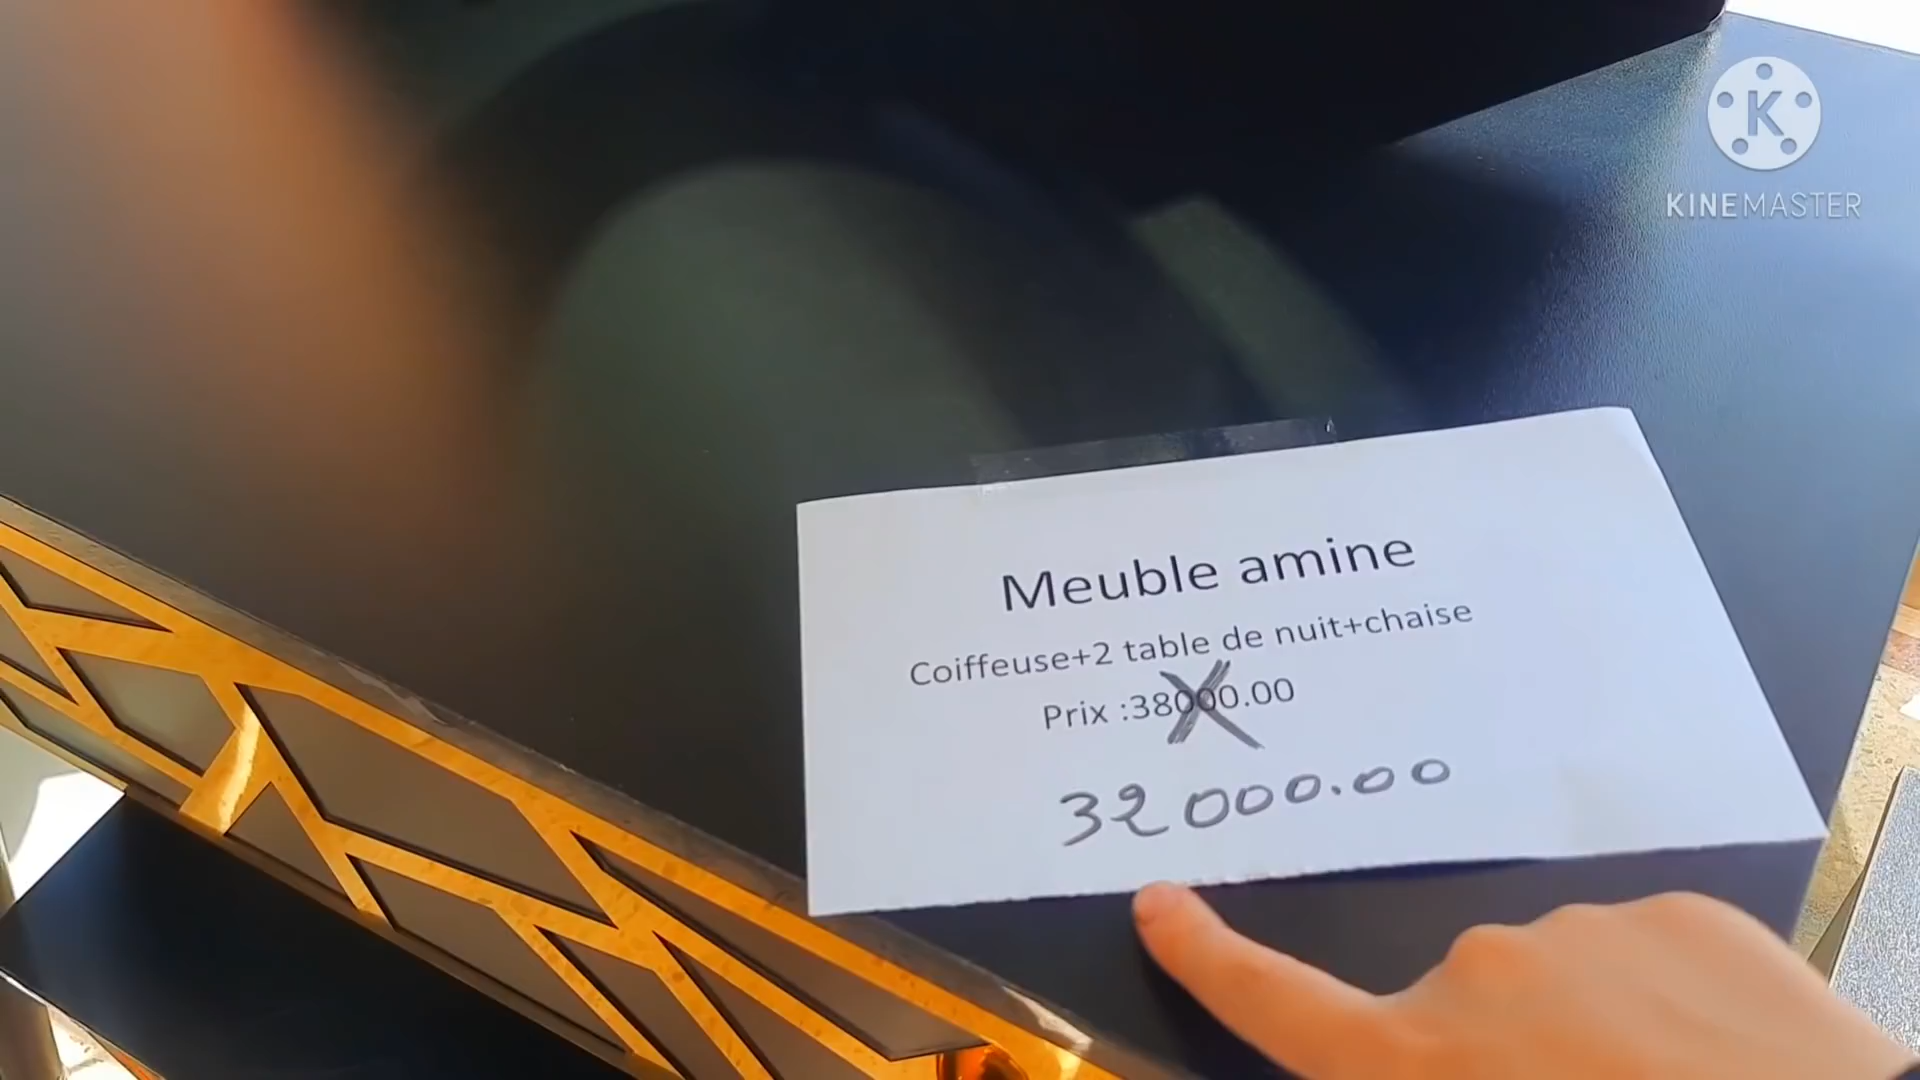 K
KINEMASTER
Meuble amine
Coiffeuse+2 table de nuit+chaise
Prix :38000.00
32000.00